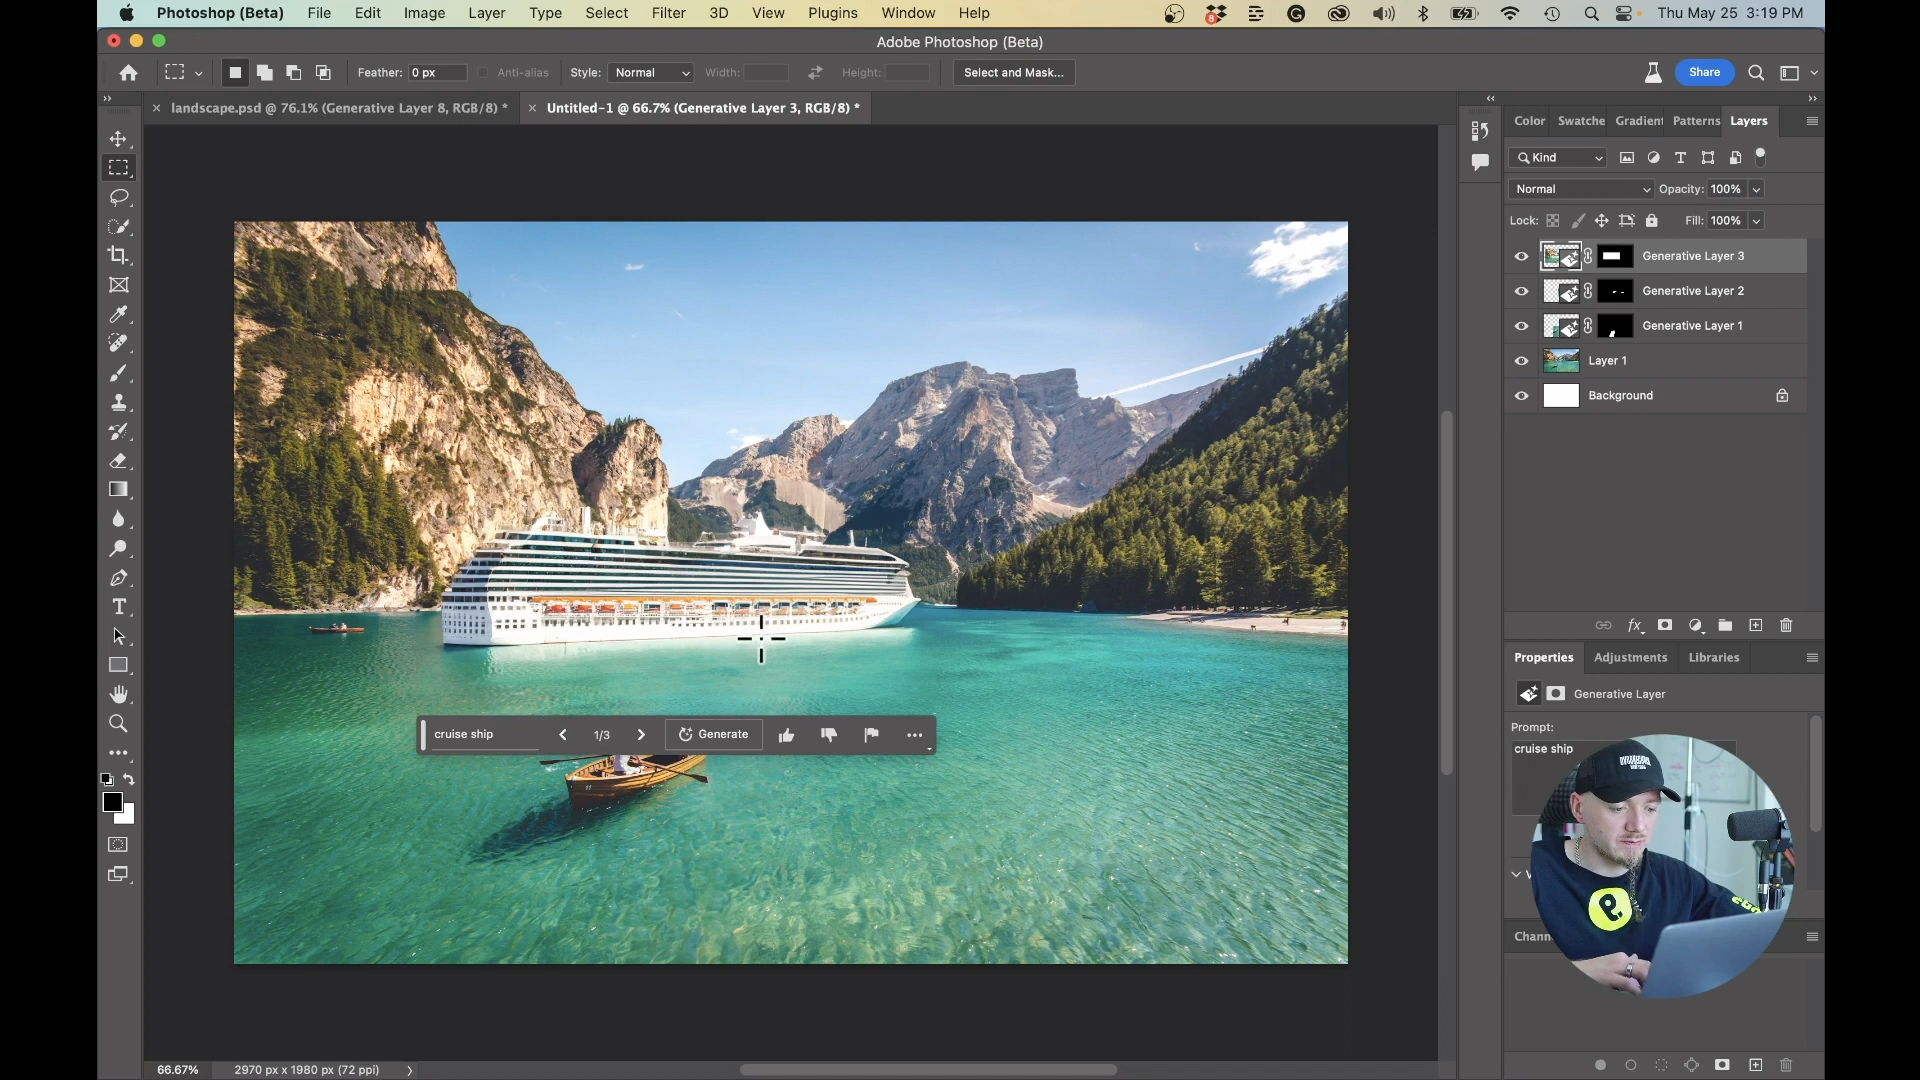 Photoshop (Beta) File Edit Image Layer Type Select Filter 3D View Plugins Window Help 8 Thu May 25 3:19 PM
Adobe Photoshop (Beta)
Feather: 0 px Anti-alias Style: Normal Width: Height: Select and Mask... Share
landscape.psd @ 76.1% (Generative Layer 8, RGB/8) *
Untitled-1 @ 66.7% (Generative Layer 3, RGB/8) *
Color Swatche Gradient Patterns Layers
Kind
Normal Opacity: 100%
Lock: Fill: 100%
Generative Layer 3
Generative Layer 2
Generative Layer 1
Layer 1
Background
fx
Properties Adjustments Libraries
Generative Layer
Prompt:
cruise ship
cruise ship 1/3 Generate
11
Chann
66.67% 2970 px x 1980 px (72 ppi)